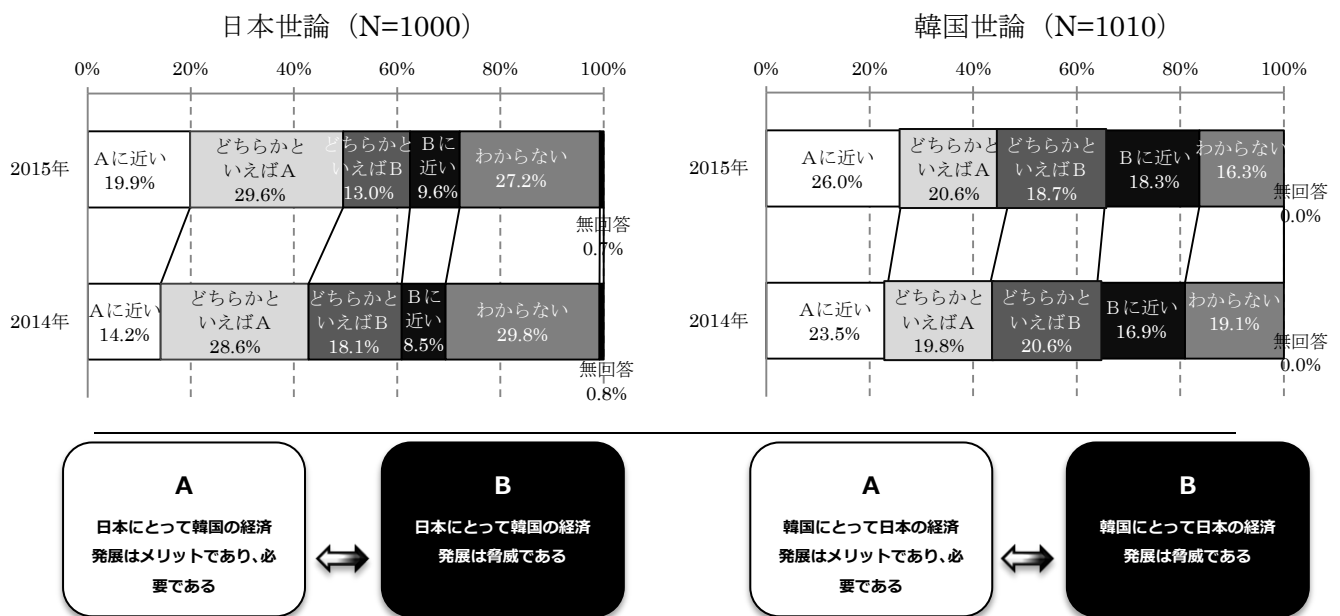 日本世論（N=1000）
0% 20% 40% 60% 80% 100%
2015年
Aに近い
19.9%
どちらかと
いえばA
29.6%
どちらかと
いえばB
13.0%
Bに
近い
9.6%
わからない
27.2%
無回答
0.7%
2014年
Aに近い
14.2%
どちらかと
いえばA
28.6%
どちらかと
いえばB
18.1%
Bに
近い
8.5%
わからない
29.8%
無回答
0.8%
韓国世論（N=1010）
0% 20% 40% 60% 80% 100%
2015年
Aに近い
26.0%
どちらかと
いえばA
20.6%
どちらかと
いえばB
18.7%
Bに近い
18.3%
わからない
16.3%
無回答
0.0%
2014年
Aに近い
23.5%
どちらかと
いえばA
19.8%
どちらかと
いえばB
20.6%
Bに近い
16.9%
わからない
19.1%
無回答
0.0%
A
日本にとって韓国の経済
発展はメリットであり、必
要である
B
日本にとって韓国の経済
発展は脅威である
A
韓国にとって日本の経済
発展はメリットであり、必
要である
B
韓国にとって日本の経済
発展は脅威である